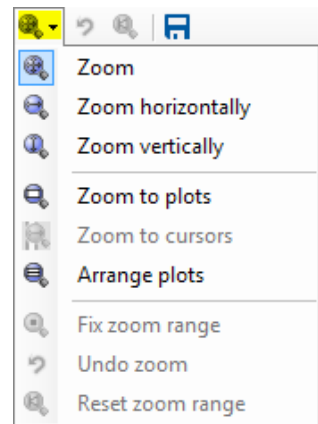 Zoom
Zoom horizontally
Zoom vertically
Zoom to plots
Zoom to cursors
Arrange plots
Fix zoom range
Undo zoom
Reset zoom range